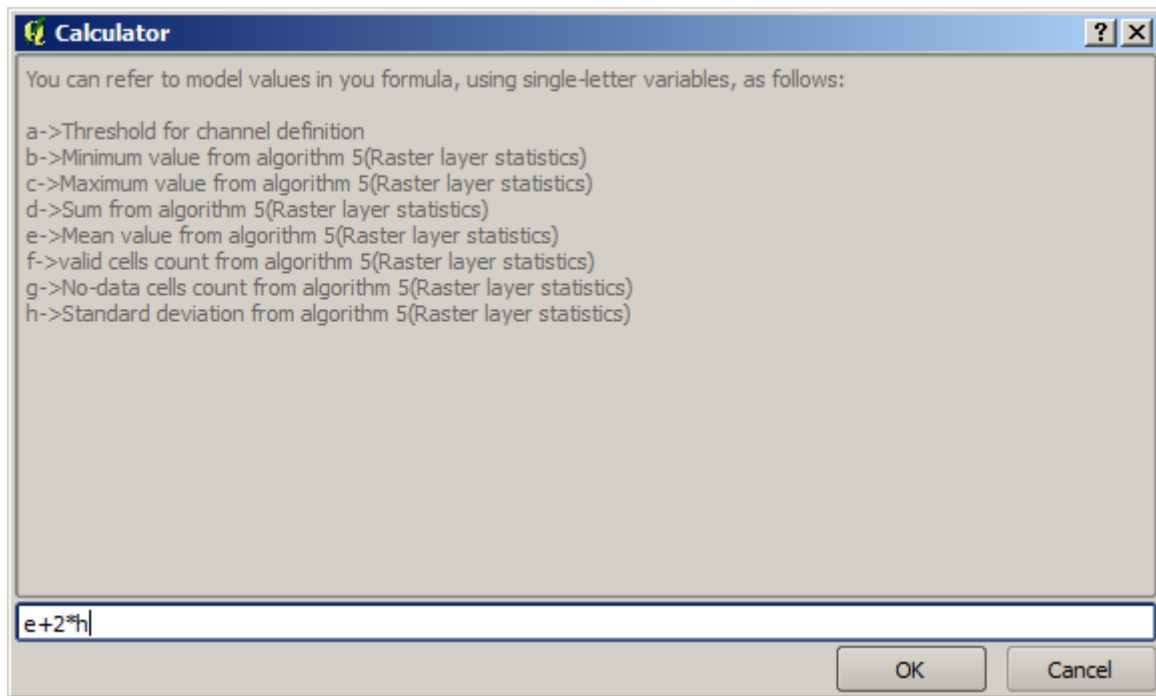 Calculator
You can refer to model values in you formula, using single-letter variables, as follows:
a->Threshold for channel definition
b->Minimum value from algorithm 5(Raster layer statistics)
c->Maximum value from algorithm 5(Raster layer statistics)
d->Sum from algorithm 5(Raster layer statistics)
e->Mean value from algorithm 5(Raster layer statistics)
f->valid cells count from algorithm 5(Raster layer statistics)
g->No-data cells count from algorithm 5(Raster layer statistics)
h->Standard deviation from algorithm 5(Raster layer statistics)
e+2*h
OK Cancel